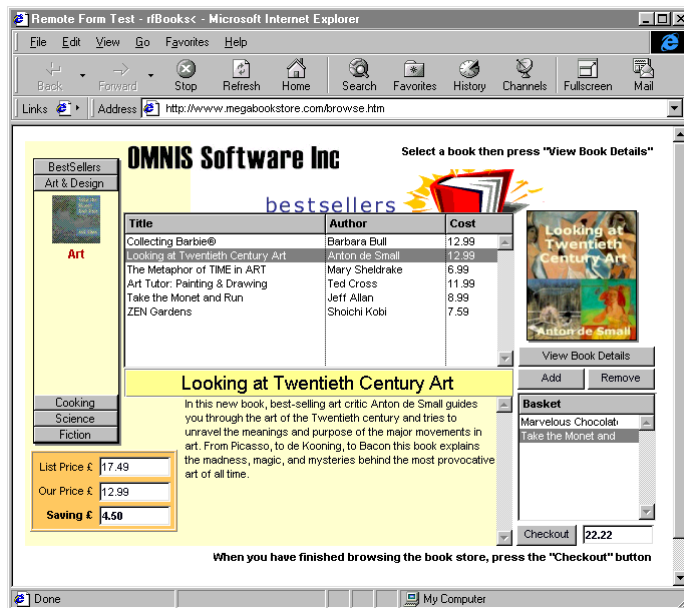 Remote Form Test - rfBooks< - Microsoft Internet Explorer
File Edit View Go Favorites Help
Back Forward Stop Refresh Home Search Favorites History Channels Fullscreen Mail
Links Address http://www.megabookstore.com/browse.htm
OMNIS Software Inc
Select a book then press "View Book Details"
bestsellers
BestSellers
Art & Design
Art
Cooking
Science
Fiction
Title Author Cost
Collecting Barbie® Barbara Bull 12.99
Looking at Twentieth Century Art Anton de Small 12.99
The Metaphor of TIME in ART Mary Sheldrake 6.99
Art Tutor: Painting & Drawing Ted Cross 11.99
Take the Monet and Run Jeff Allan 8.99
ZEN Gardens Shoichi Kobi 7.59
Looking at
Twentieth
Century Art
Anton de Small
View Book Details
Add Remove
Looking at Twentieth Century Art
In this new book, best-selling art critic Anton de Small guides
you through the art of the Twentieth century and tries to
unravel the meanings and purpose of the major movements in
art. From Picasso, to de Kooning, to Bacon this book explains
the madness, magic, and mysteries behind the most provocative
art of all time.
Basket
Marvelous Chocolat
Take the Monet and
List Price £ 17.49
Our Price £ 12.99
Saving £ 4.50
Checkout 22.22
When you have finished browsing the book store, press the "Checkout" button
Done My Computer